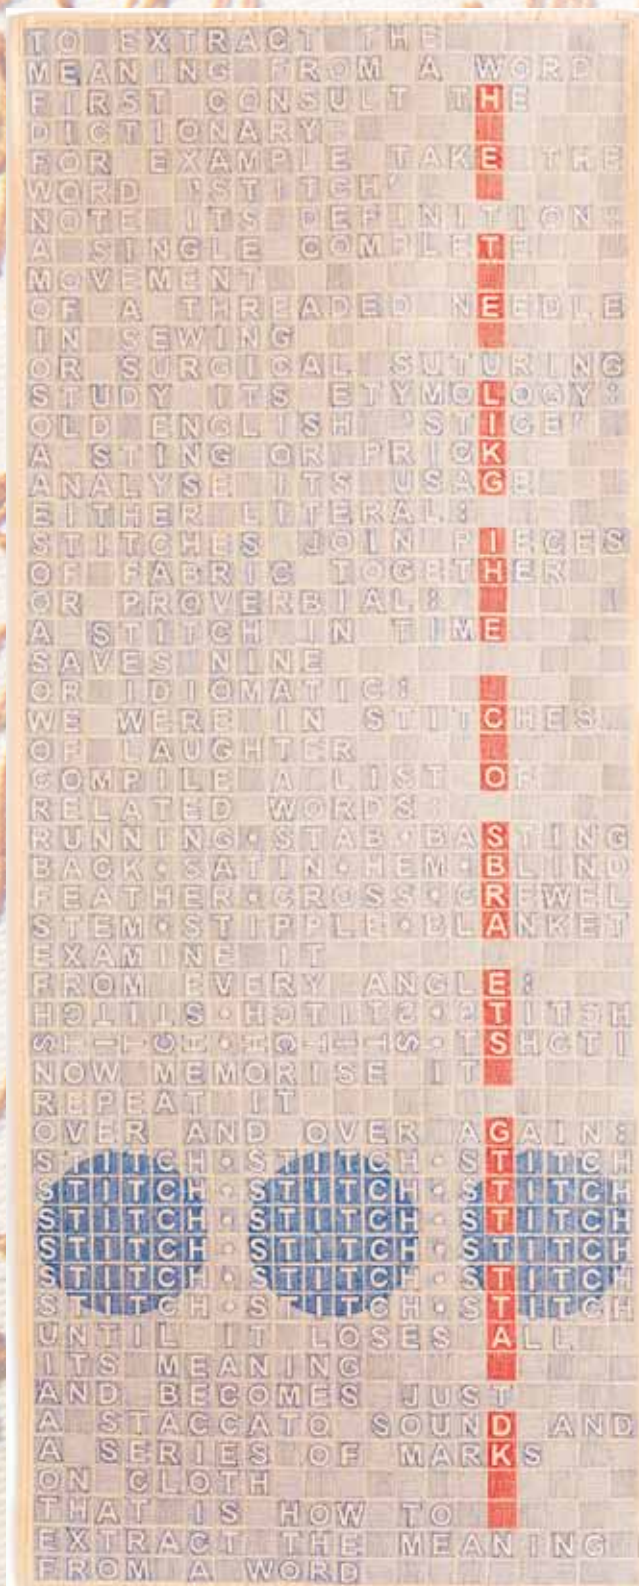 TO EXTRACT THE
MEANING FROM A WORD
FIRST CONSULT THE
DICTIONARY
FOR EXAMPLE TAKE THE
WORD 'STITCH'
NOTE ITS DEFINITION:
A SINGLE COMPLETE
MOVEMENT
OF A THREADED NEEDLE
IN SEWING
OR SURGICAL SUTURING
STUDY ITS ETYMOLOGY:
OLD ENGLISH 'STICE'
A STING OR PRICK
ANALYSE ITS USAGE
EITHER LITERAL:
STITCHES JOIN PIECES
OF FABRIC TOGETHER
OR PROVERBIAL:
A STITCH IN TIME
SAVES NINE
OR IDIOMATIC:
WE WERE IN STITCHES
OF LAUGHTER
COMPILE A LIST OF
RELATED WORDS
RUNNING•STAB•BASTING
BACK•SATIN•HEM•BLIND
FEATHER•CROSS•CREWEL
STEM•STIPPLE•BLANKET
EXAMINE IT
FROM EVERY ANGLE:
NOW MEMORISE IT
REPEAT IT
OVER AND OVER AGAIN:
STITCH•STITCH•STITCH
STITCH•STITCH•STITCH
STITCH•STITCH•STITCH
STITCH•STITCH•STITCH
STITCH•STITCH•STITCH
STITCH•STITCH•STITCH
UNTIL IT LOSES ALL
ITS MEANING
AND BECOMES JUST
A STACCATO SOUND AND
A SERIES OF MARKS
ON CLOTH
THAT IS HOW TO
EXTRACT THE MEANING
FROM A WORD